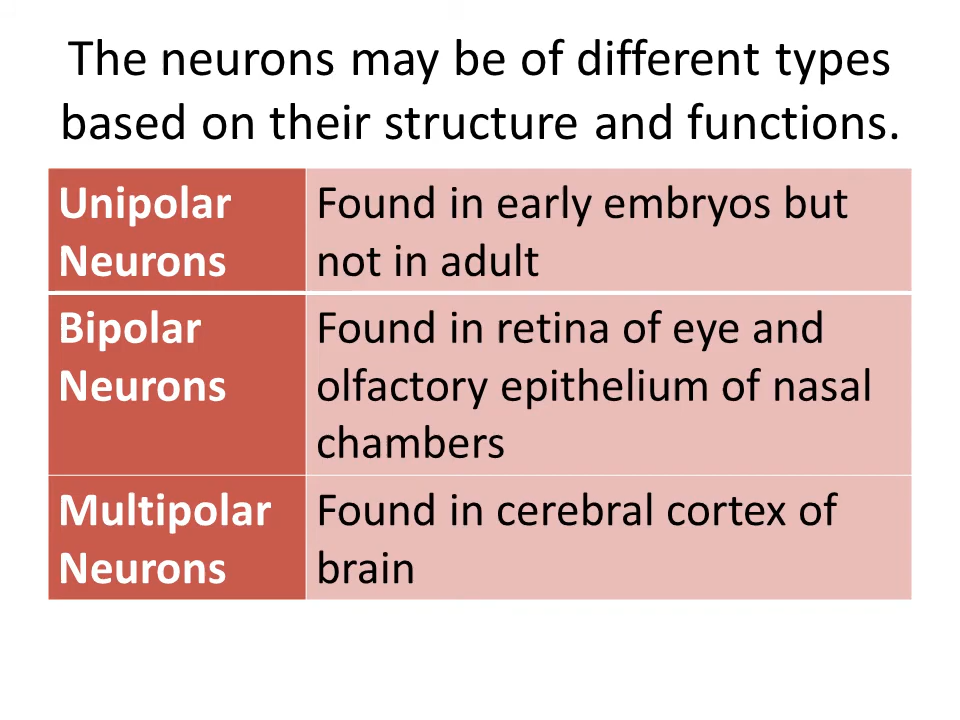 The neurons may be of different types
based on their structure and functions.
Unipolar
Neurons
Found in early embryos but
not in adult
Bipolar
Neurons
Found in retina of eye and
olfactory epithelium of nasal
chambers
Multipolar
Neurons
Found in cerebral cortex of
brain